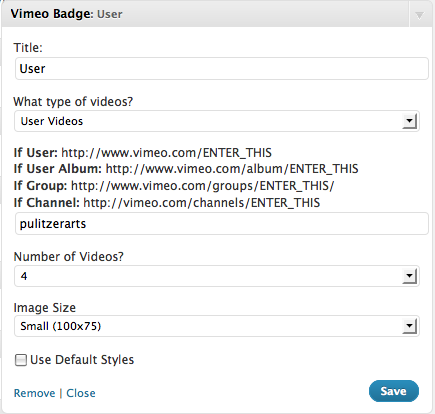 Vimeo Badge: User
Title:
User
What type of videos?
User Videos
If User: http://www.vimeo.com/ENTER_THIS
If User Album: http://www.vimeo.com/album/ENTER_THIS
If Group: http://www.vimeo.com/groups/ENTER_THIS/
If Channel: http://vimeo.com/channels/ENTER_THIS
pulitzerarts
Number of Videos?
4
Image Size
Small (100x75)
Use Default Styles
Remove | Close
Save